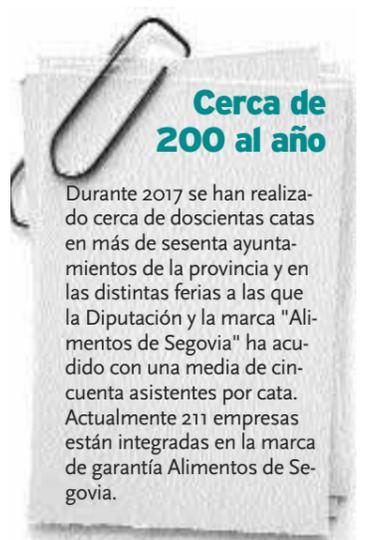 Cerca de
200 al año
Durante 2017 se han realiza-
do cerca de doscientas catas
en más de sesenta ayunta-
mientos de la provincia y en
las distintas ferias a las que
la Diputación y la marca "Ali-
mentos de Segovia" ha acu-
dido con una media de cin-
cuenta asistentes por cata.
Actualmente 211 empresas
están integradas en la marca
de garantía Alimentos de Se-
govia.